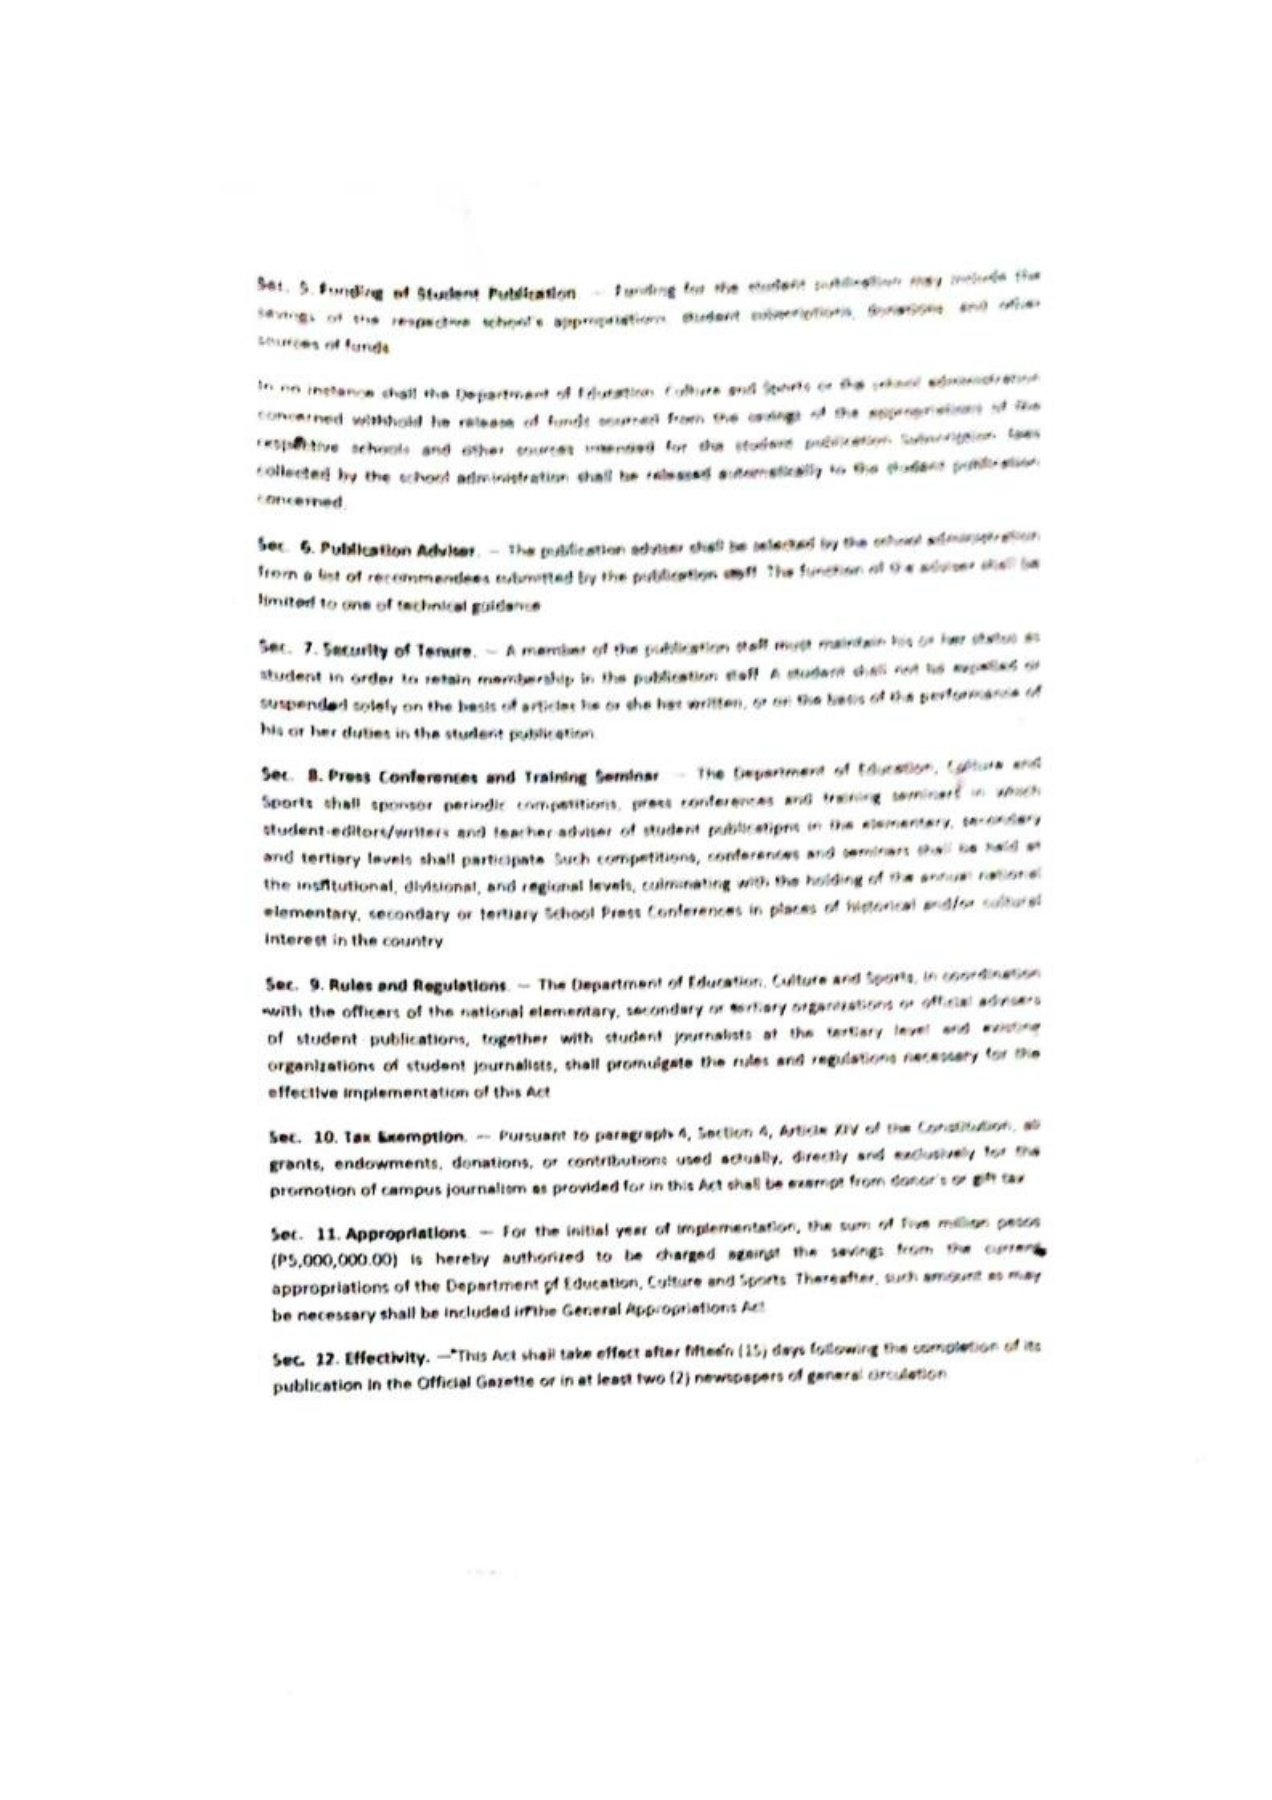 Sec. 5. Funding of Student Publication. — Funding for the student publication may include the
savings of the respective school's appropriations, student subscriptions, donations, and other
sources of funds.
In no instance shall the Department of Education, Culture and Sports or the school administration
concerned withhold he release of funds sourced from the savings of the appropriations of the
respective schools and other sources intended for the student publication. Subscription fees
collected by the school administration shall be released automatically to the student publication
concerned.
Sec. 6. Publication Adviser. — The publication adviser shall be selected by the school administration
from a list of recommendees submitted by the publication staff. The function of the adviser shall be
limited to one of technical guidance
Sec. 7. Security of Tenure. — A member of the publication staff must maintain his or her status as
student in order to retain membership in the publication staff. A student shall not be expelled or
suspended solely on the basis of articles he or she has written, or on the basis of the performance of
his or her duties in the student publication.
Sec. 8. Press Conferences and Training Seminar — The Department of Education, Culture and
Sports shall sponsor periodic competitions, press conferences and training seminars in which
student-editors/writers and teacher-adviser of student publications in the elementary, secondary
and tertiary levels shall participate. Such competitions, conferences and seminars shall be held at
the institutional, divisional, and regional levels, culminating with the holding of the annual national
elementary, secondary or tertiary School Press Conferences in places of historical and/or cultural
interest in the country
Sec. 9. Rules and Regulations. — The Department of Education, Culture and Sports, in coordination
with the officers of the national elementary, secondary or tertiary organizations or official advisers
of student publications, together with student journalists at the tertiary level and existing
organizations of student journalists, shall promulgate the rules and regulations necessary for the
effective implementation of this Act
Sec. 10. Tax Exemption. — Pursuant to paragraph 4, Section 4, Article XIV of the Constitution, all
grants, endowments, donations, or contributions used actually, directly and exclusively for the
promotion of campus journalism as provided for in this Act shall be exempt from donor's or gift tax
Sec. 11. Appropriations. — For the initial year of implementation, the sum of five million pesos
(P5,000,000.00) is hereby authorized to be charged against the savings from the current
appropriations of the Department of Education, Culture and Sports. Thereafter, such amount as may
be necessary shall be included in the General Appropriations Act
Sec. 12. Effectivity. — This Act shall take effect after fifteen (15) days following the completion of its
publication in the Official Gazette or in at least two (2) newspapers of general circulation.